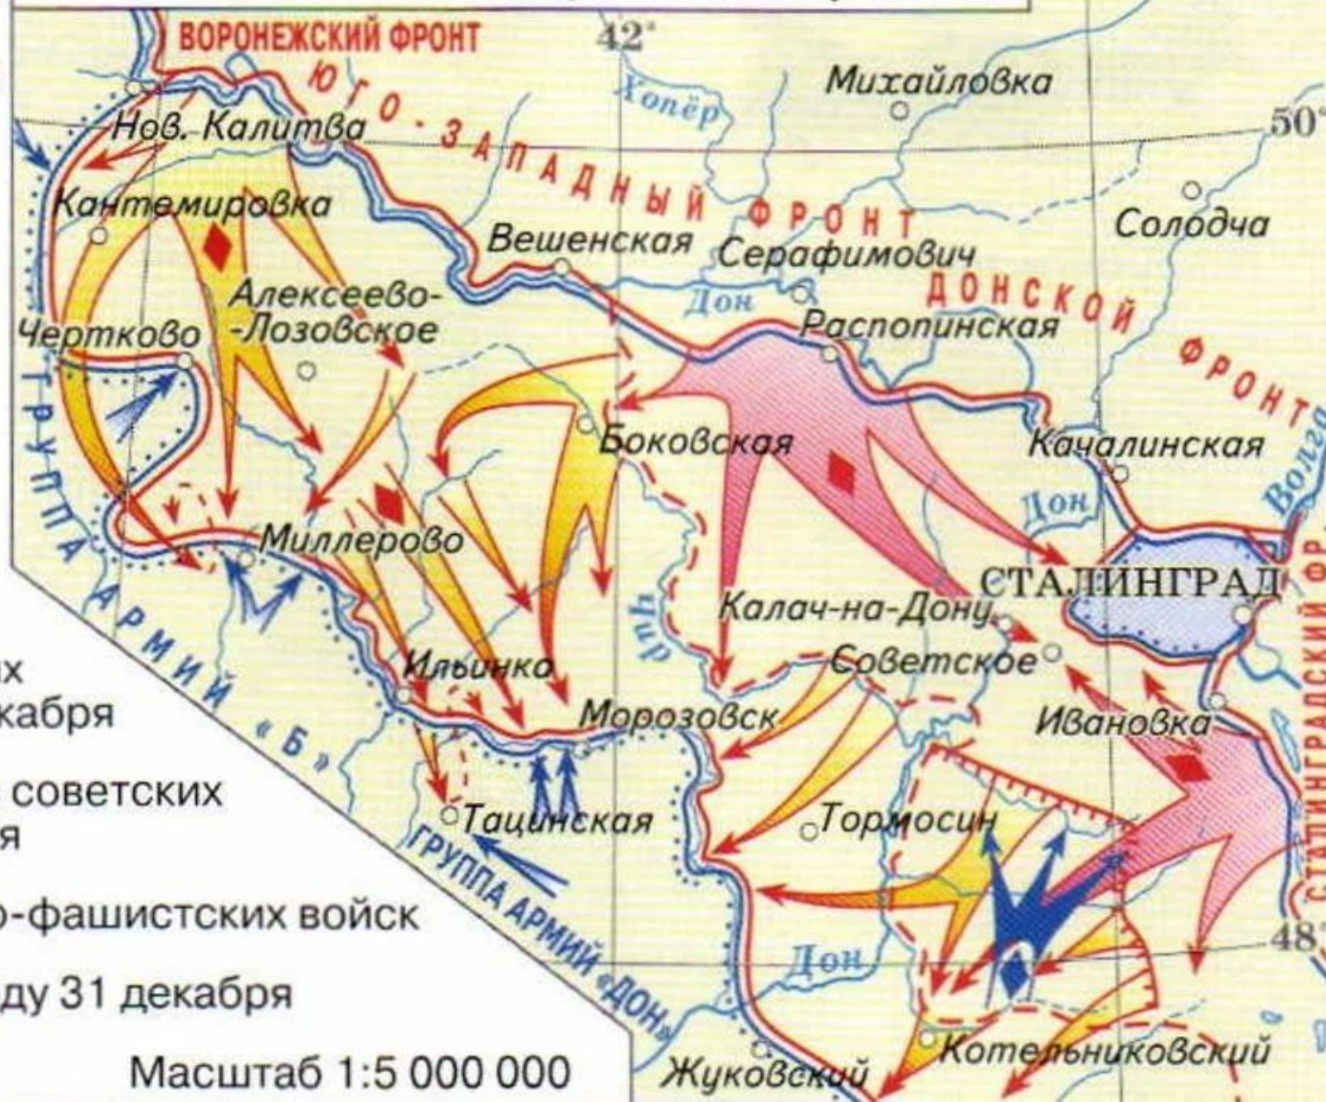 ВОРОНЕЖСКИЙ ФРОНТ
42°
ЮГО-ЗАПАДНЫЙ ФРОНТ
Хопёр
Михайловка
50°
Нов. Калитва
Кантемировка
Солодча
Вешенская
Серафимович
ДОНСКОЙ ФРОНТ
Дон
Алексеево-
-Лозовское
Распопинская
Чертково
Боковская
Качалинская
Волга
Дон
Миллерово
СТАЛИНГРАД
Калач-на-Дону
Чир
Советское
Ильинка
Морозовск
Ивановка
СТАЛИНГРАДСКИЙ ФР.
ГРУППА АРМИЙ «Б»
Тацинская
Тормосин
ГРУППА АРМИЙ «ДОН»
48°
Дон
Котельниковский
Жуковский
кабря
советских
я
о-фашистских войск
ду 31 декабря
Масштаб 1:5 000 000